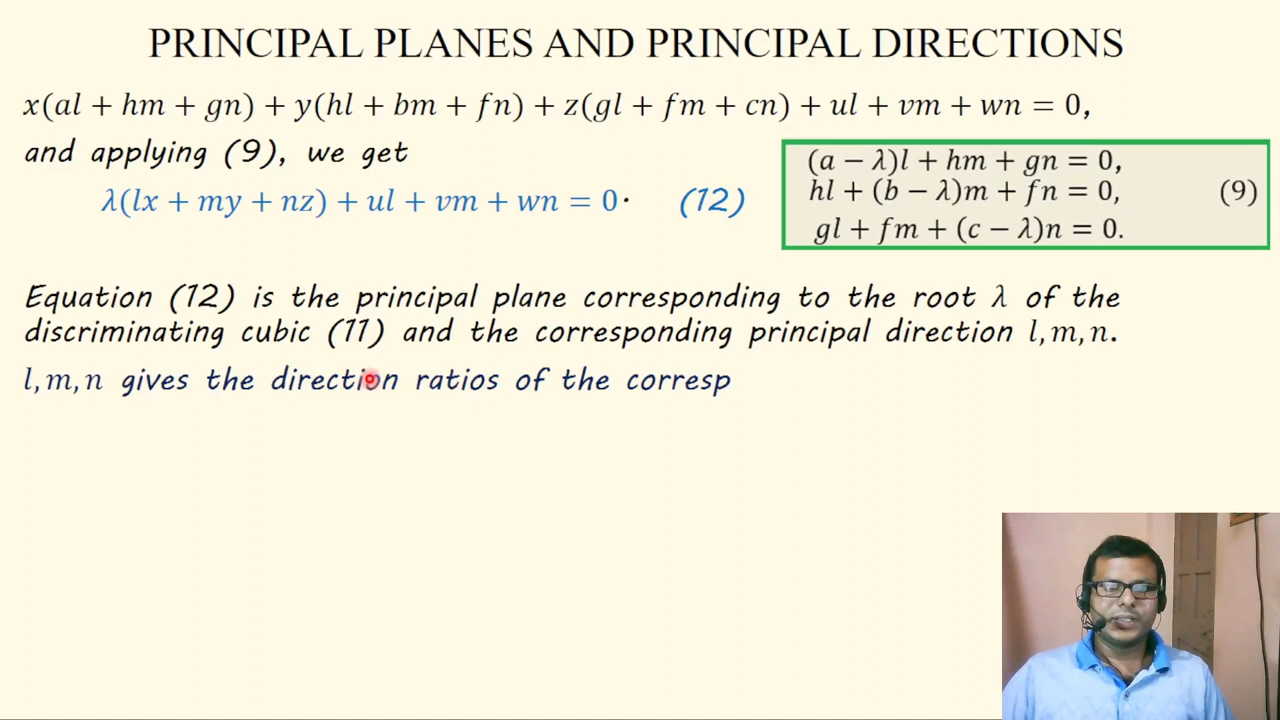 PRINCIPAL PLANES AND PRINCIPAL DIRECTIONS
x(al + hm + gn) + y(hl + bm + fn) + z(gl + fm + cn) + ul + vm + wn = 0,
and applying (9), we get
(a − λ)l + hm + gn = 0,
hl + (b − λ)m + fn = 0, (9)
gl + fm + (c − λ)n = 0.
λ(lx + my + nz) + ul + vm + wn = 0· (12)
Equation (12) is the principal plane corresponding to the root λ of the
discriminating cubic (11) and the corresponding principal direction l, m, n.
l, m, n gives the direction ratios of the corresp